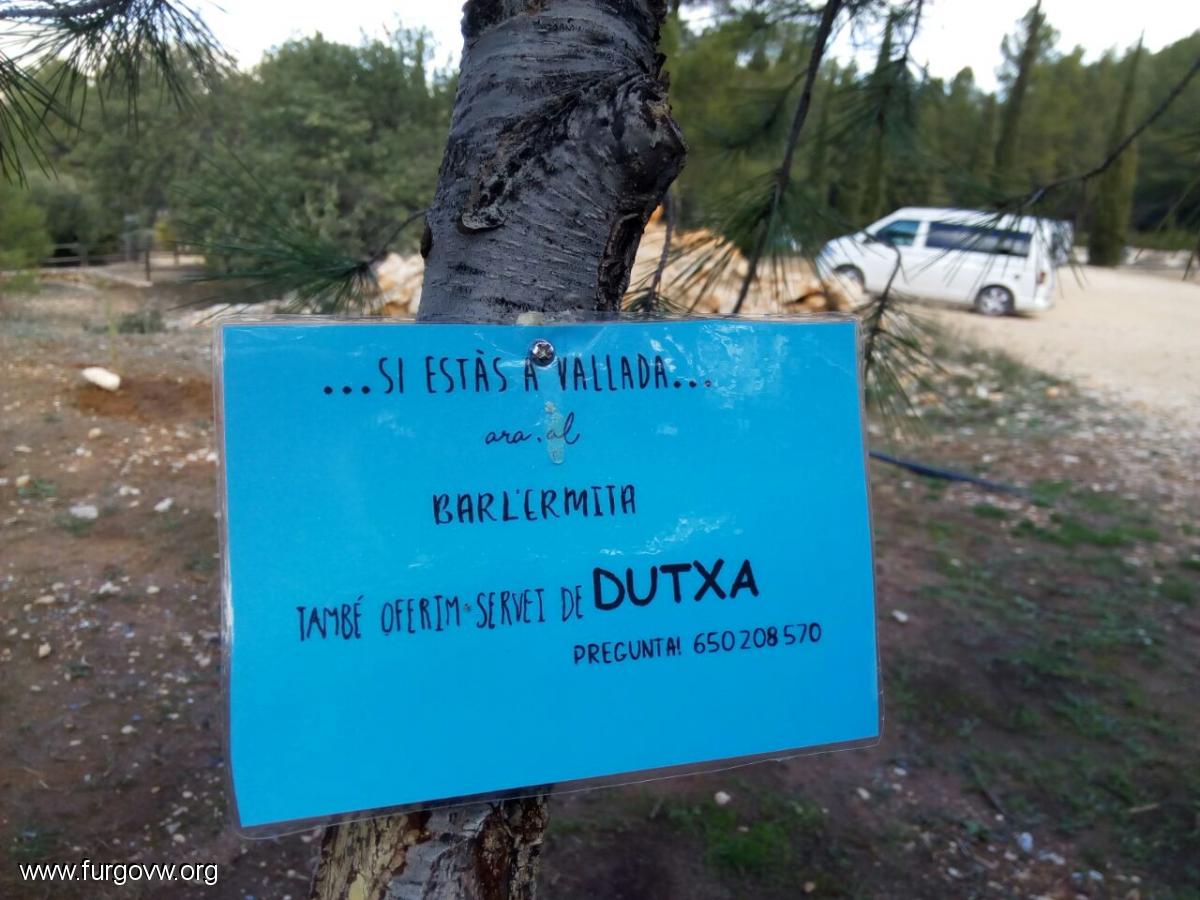 ...SI ESTÀS A VALLADA...
ara.al
BAR L'ERMITA
TAMBÉ OFERIM SERVEI DE DUTXA
PREGUNTA! 650 208 570
www.furgovw.org